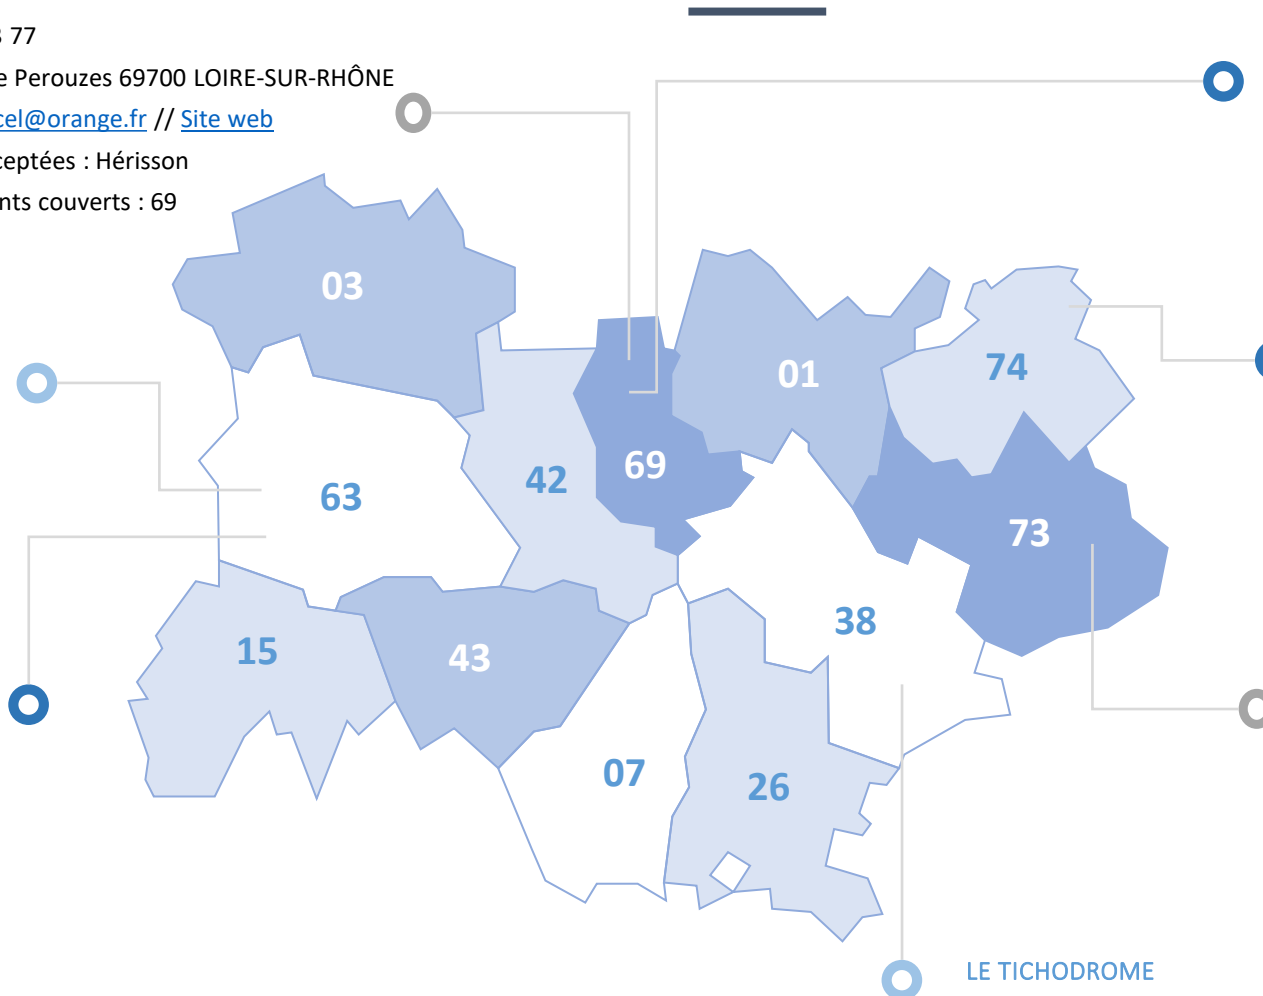 77
Perouzes 69700 LOIRE-SUR-RHÔNE
cel@orange.fr // Site web
ceptées : Hérisson
nts couverts : 69
03
01
74
69
42
63
73
38
15
43
07
26
LE TICHODROME